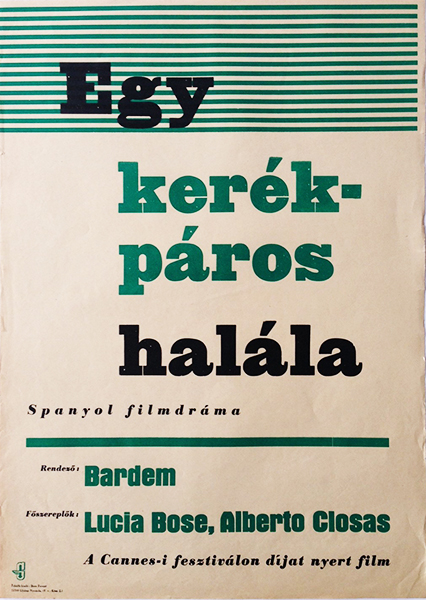 Egy
kerék-
páros
halála
Spanyol filmdráma
Rendező: Bardem
Főszereplők: Lucia Bose, Alberto Closas
A Cannes-i fesztiválon díjat nyert film